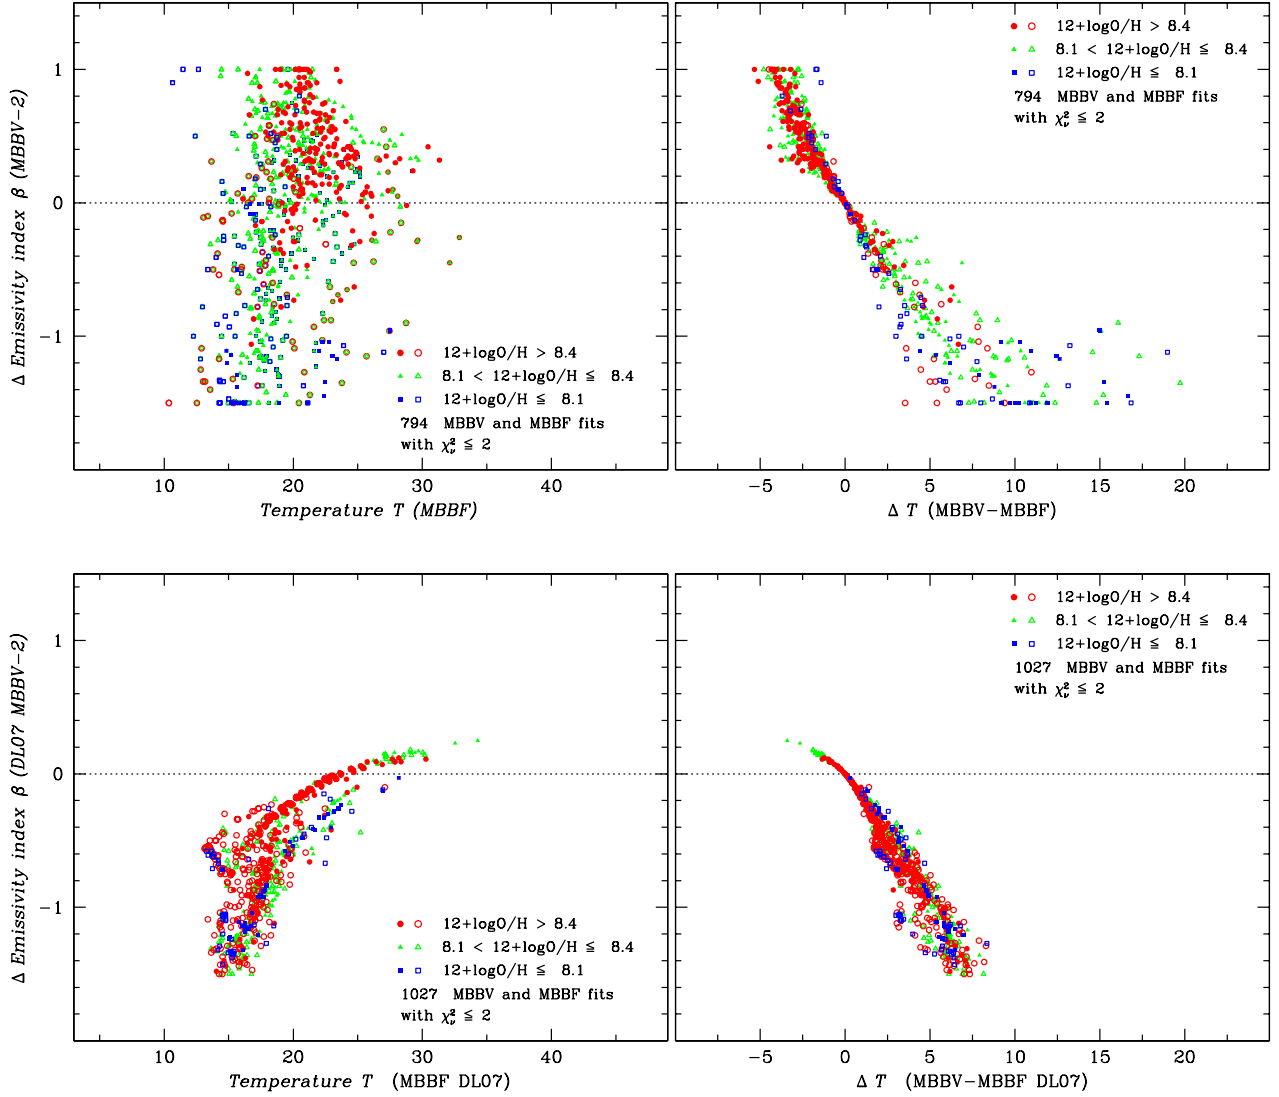 Δ Emissivity index β (MBBV−2)
1
0
−1
12+logO/H > 8.4
8.1 < 12+logO/H ≦ 8.4
12+logO/H ≦ 8.1
794 MBBV and MBBF fits
with χ²ᵥ ≦ 2
10 20 30 40
Temperature T (MBBF)
12+logO/H > 8.4
8.1 < 12+logO/H ≦ 8.4
12+logO/H ≦ 8.1
794 MBBV and MBBF fits
with χ²ᵥ ≦ 2
−5 0 5 10 15 20
Δ T (MBBV−MBBF)
Δ Emissivity index β (DL07 MBBV−2)
1
0
−1
12+logO/H > 8.4
8.1 < 12+logO/H ≦ 8.4
12+logO/H ≦ 8.1
1027 MBBV and MBBF fits
with χ²ᵥ ≦ 2
10 20 30 40
Temperature T (MBBF DL07)
12+logO/H > 8.4
8.1 < 12+logO/H ≦ 8.4
12+logO/H ≦ 8.1
1027 MBBV and MBBF fits
with χ²ᵥ ≦ 2
−5 0 5 10 15 20
Δ T (MBBV−MBBF DL07)